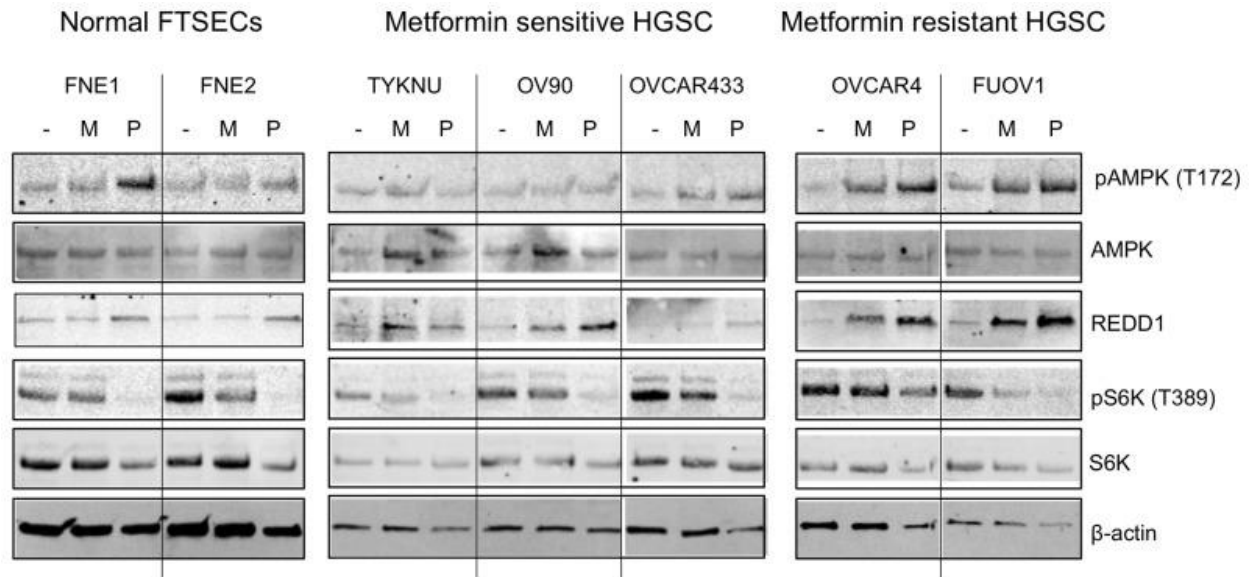 Normal FTSECs Metformin sensitive HGSC Metformin resistant HGSC
FNE1 FNE2 TYKNU OV90 OVCAR433 OVCAR4 FUOV1
- M P - M P - M P - M P - M P - M P - M P
pAMPK (T172)
AMPK
REDD1
pS6K (T389)
S6K
β-actin